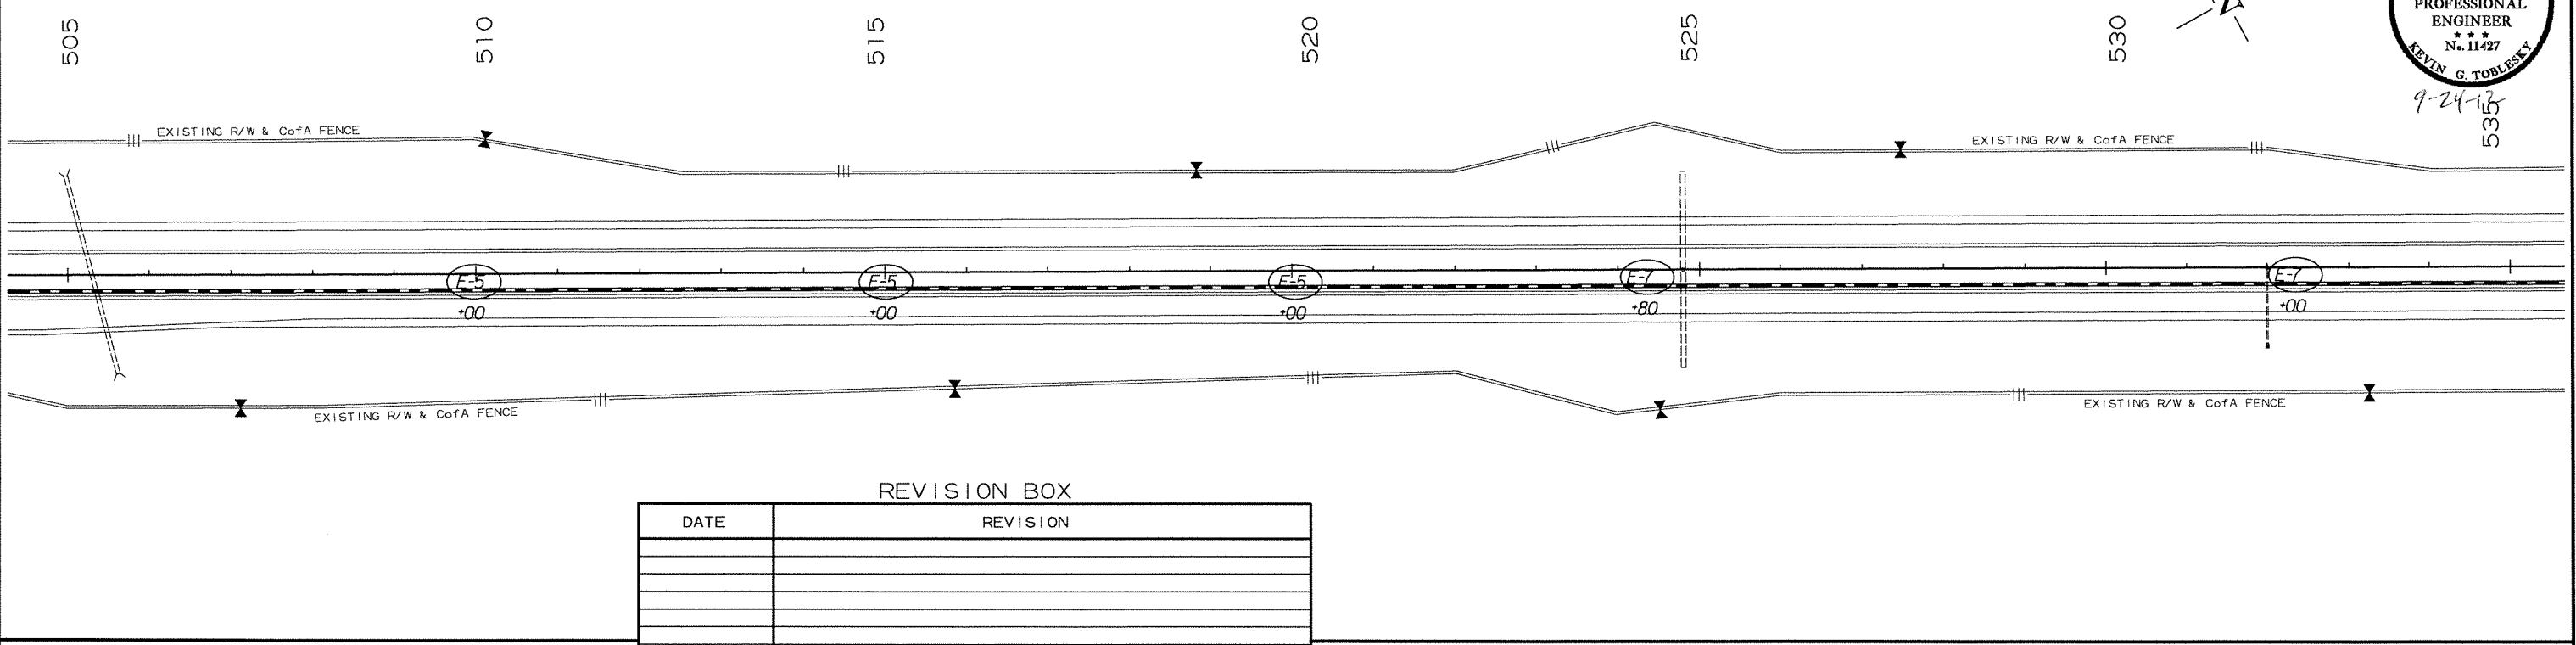 505
510
515
520
525
530
535
PROFESSIONAL
ENGINEER
No. 11427
KEVIN G. TOBLESKY
9-24-12
EXISTING R/W & CofA FENCE
EXISTING R/W & CofA FENCE
E-5
E-5
E-5
E-7
E-7
+00
+00
+00
+80
+00
EXISTING R/W & CofA FENCE
EXISTING R/W & CofA FENCE
REVISION BOX
DATE
REVISION